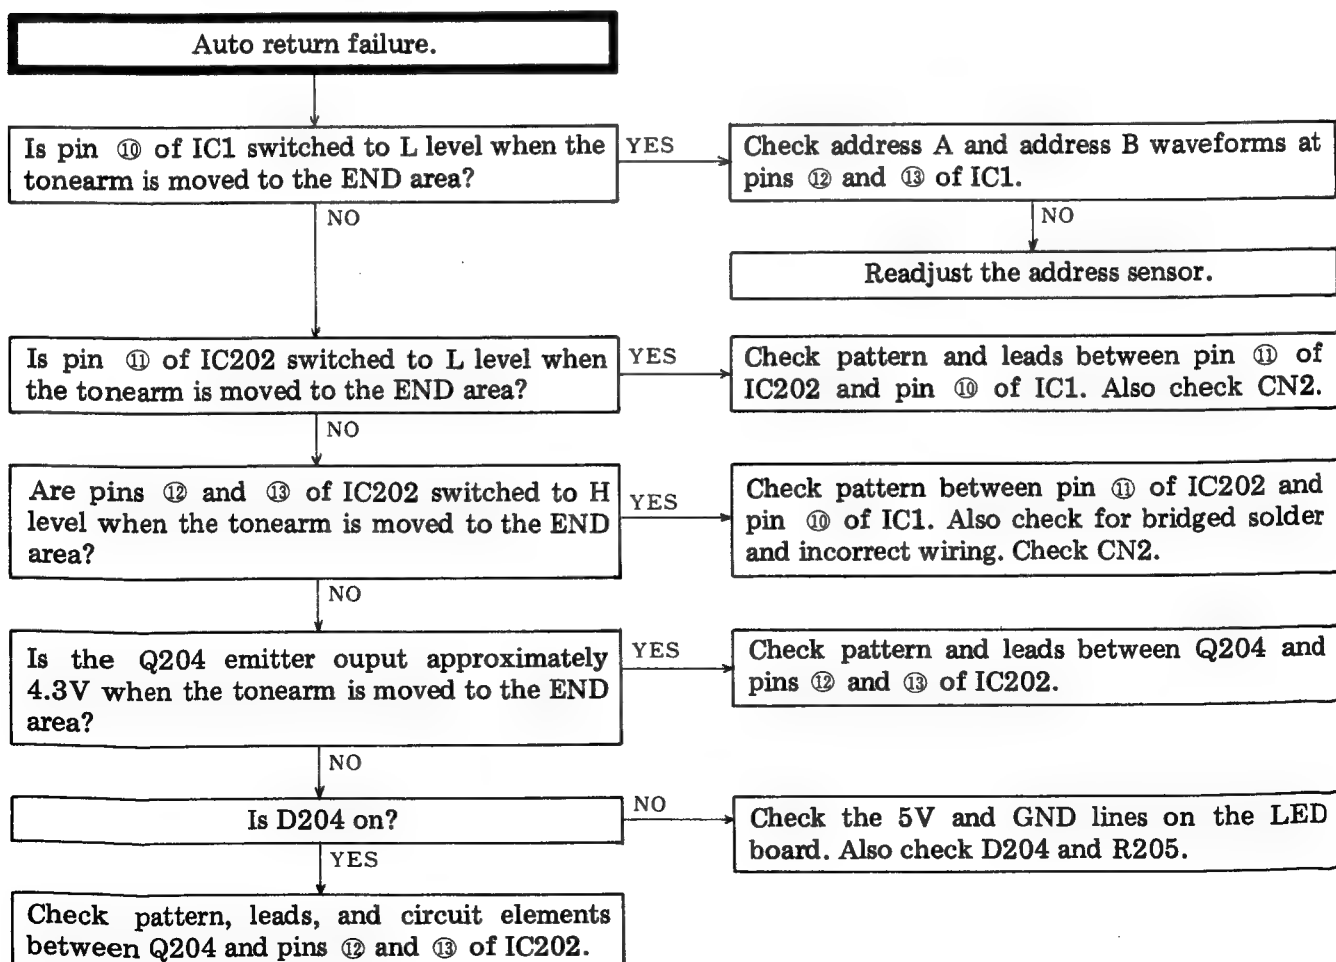 Auto return failure.
Is pin ⑩ of IC1 switched to L level when the
tonearm is moved to the END area?
YES
Check address A and address B waveforms at
pins ⑫ and ⑬ of IC1.
NO
NO
Readjust the address sensor.
Is pin ⑪ of IC202 switched to L level when
the tonearm is moved to the END area?
YES
Check pattern and leads between pin ⑪ of
IC202 and pin ⑩ of IC1. Also check CN2.
NO
Are pins ⑫ and ⑬ of IC202 switched to H
level when the tonearm is moved to the END
area?
YES
Check pattern between pin ⑪ of IC202 and
pin ⑩ of IC1. Also check for bridged solder
and incorrect wiring. Check CN2.
NO
Is the Q204 emitter ouput approximately
4.3V when the tonearm is moved to the END
area?
YES
Check pattern and leads between Q204 and
pins ⑫ and ⑬ of IC202.
NO
Is D204 on?
NO
Check the 5V and GND lines on the LED
board. Also check D204 and R205.
YES
Check pattern, leads, and circuit elements
between Q204 and pins ⑫ and ⑬ of IC202.